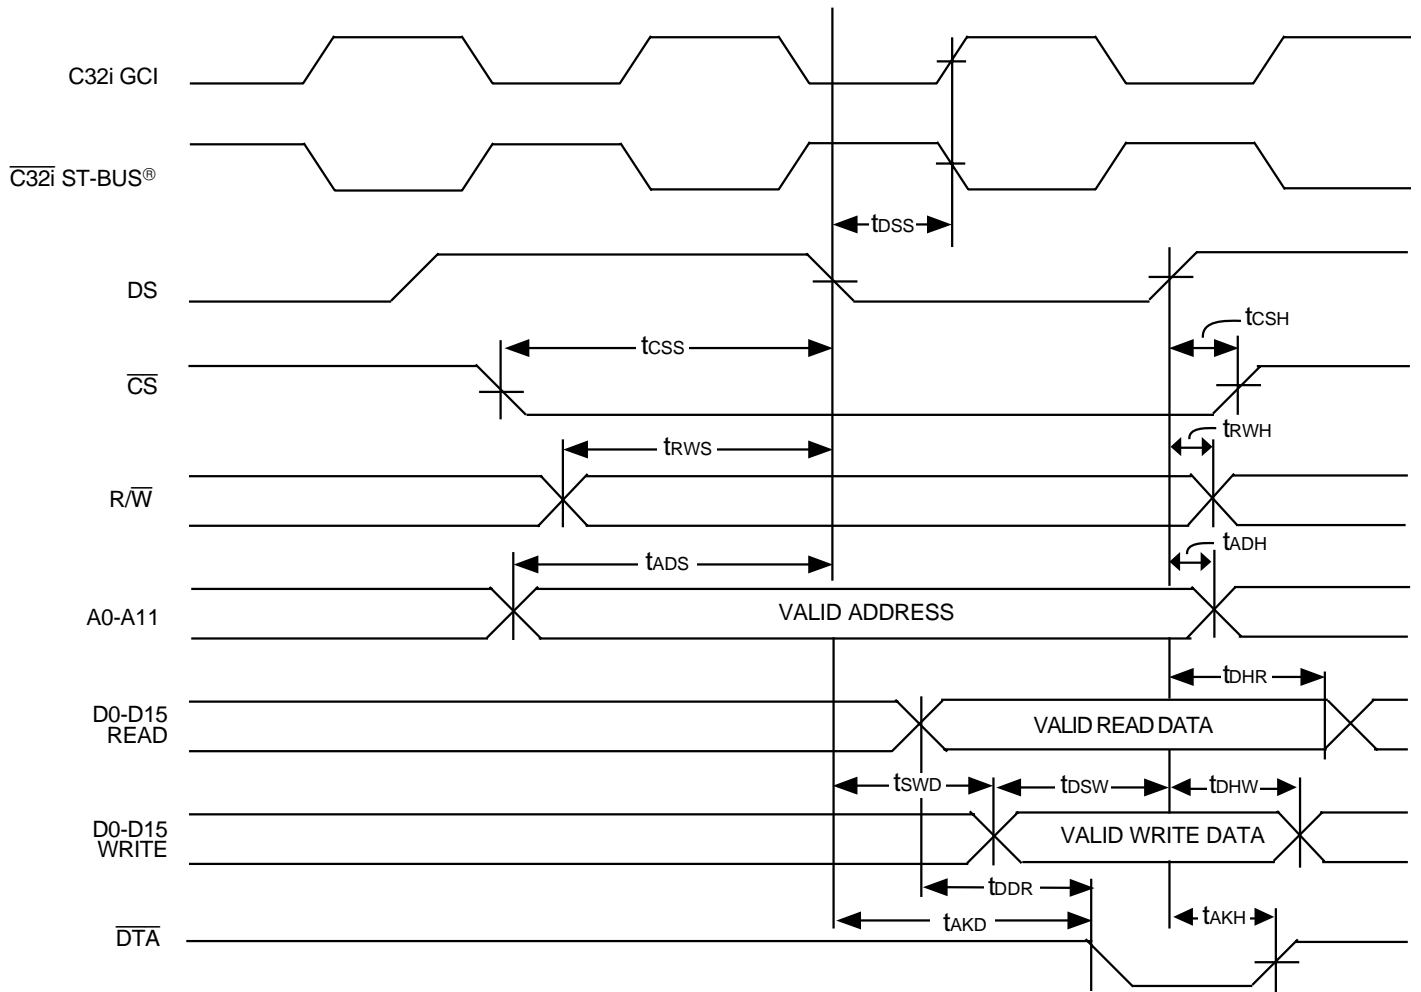 C32i GCI
C32i ST-BUS®
tDSS
DS
tCSH
tCSS
CS
tRWH
tRWS
R/W
tADH
tADS
A0-A11
VALID ADDRESS
tDHR
D0-D15
READ
VALID READ DATA
tSWD tDSW tDHW
D0-D15
WRITE
VALID WRITE DATA
tDDR
tAKD
tAKH
DTA